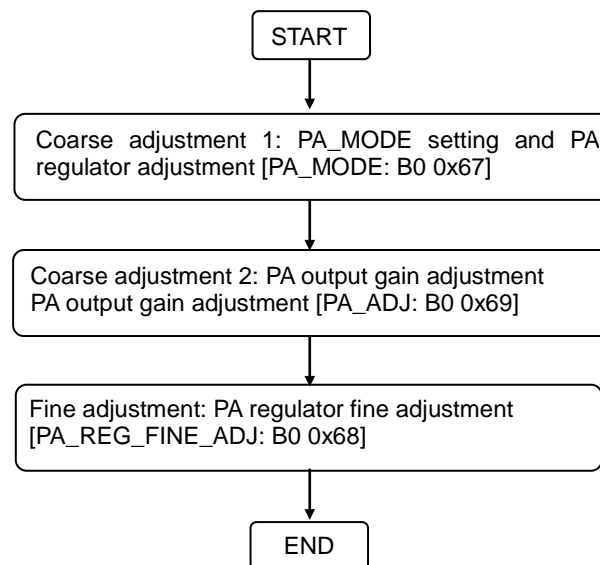 START
Coarse adjustment 1: PA_MODE setting and PA
regulator adjustment [PA_MODE: B0 0x67]
Coarse adjustment 2: PA output gain adjustment
PA output gain adjustment [PA_ADJ: B0 0x69]
Fine adjustment: PA regulator fine adjustment
[PA_REG_FINE_ADJ: B0 0x68]
END